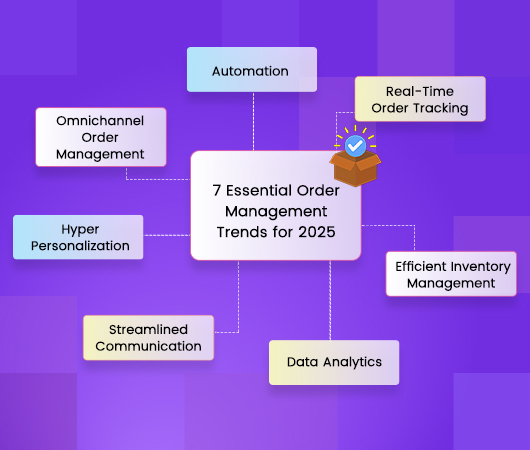 Automation
Real-Time
Order Tracking
Omnichannel
Order
Management
7 Essential Order
Management
Trends for 2025
Hyper
Personalization
Efficient Inventory
Management
Streamlined
Communication
Data Analytics